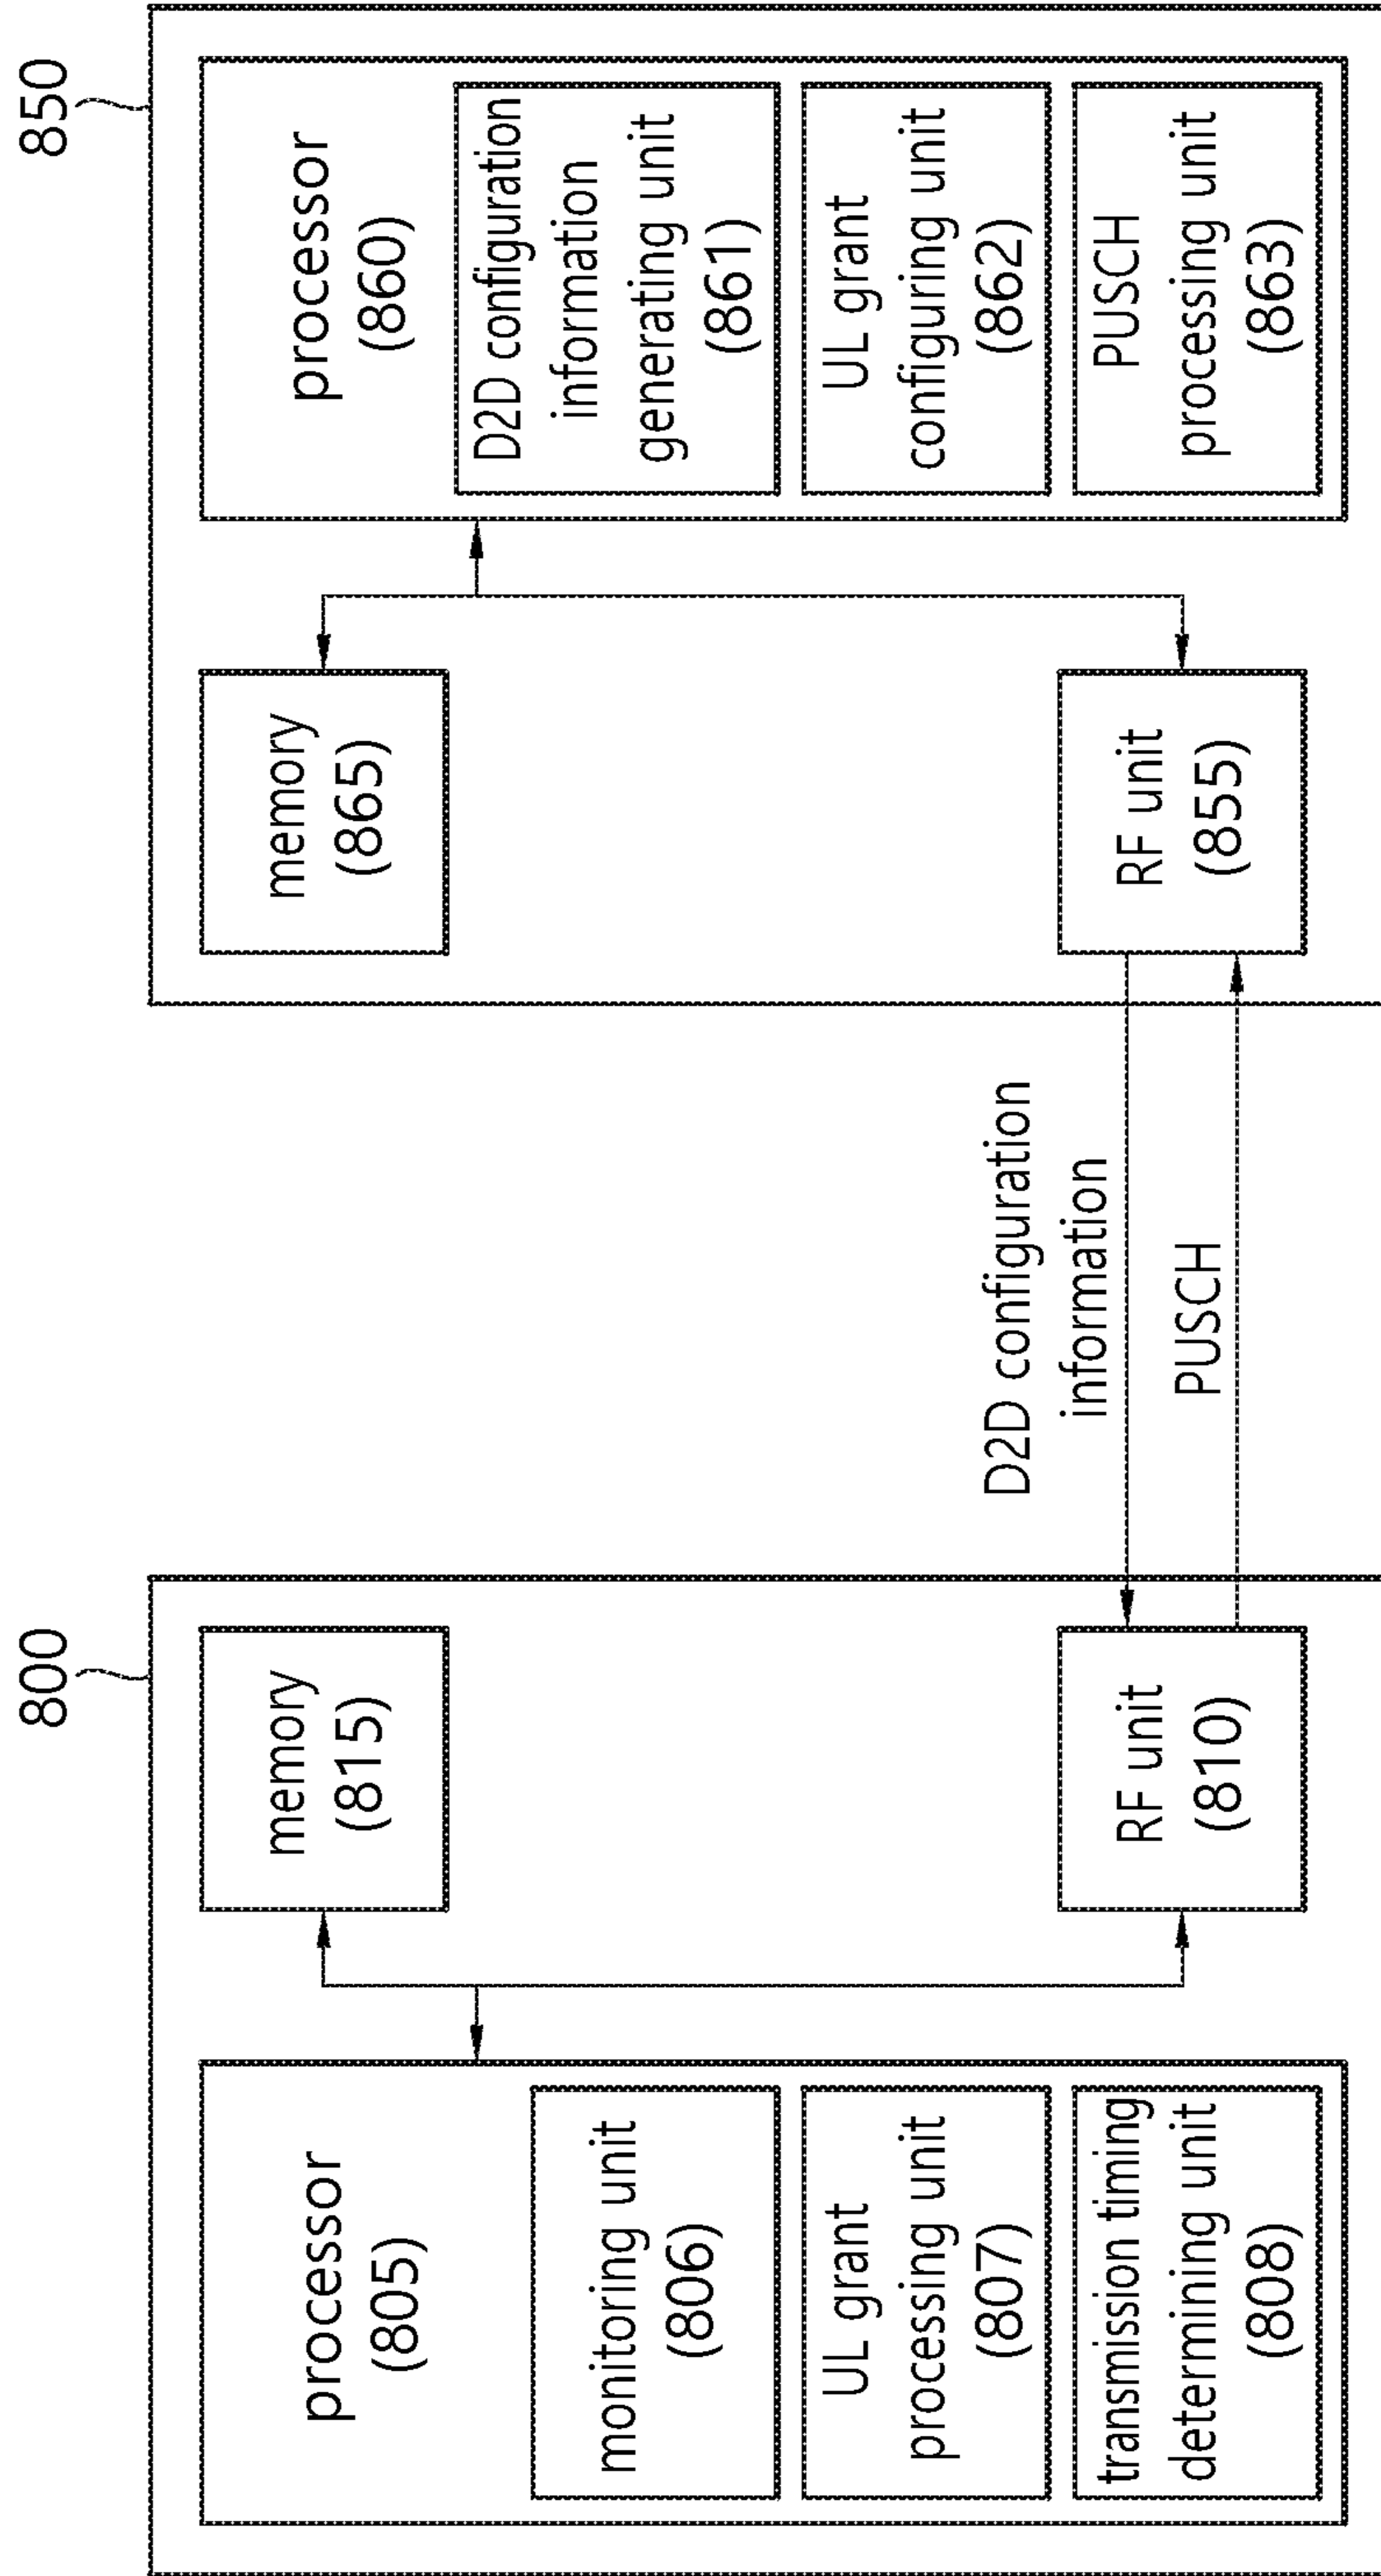 800
processor
(805)
monitoring unit
(806)
UL grant
processing unit
(807)
transmission timing
determining unit
(808)
memory
(815)
RF unit
(810)
D2D configuration
information
PUSCH
850
memory
(865)
RF unit
(855)
processor
(860)
D2D configuration
information
generating unit
(861)
UL grant
configuring unit
(862)
PUSCH
processing unit
(863)